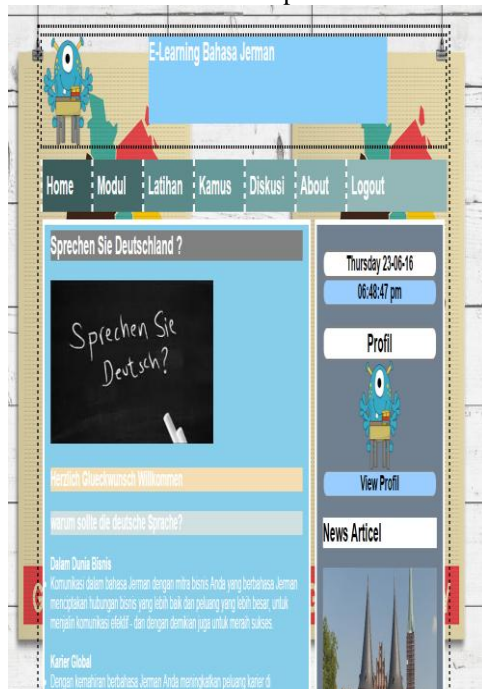 E-Learning Bahasa Jerman
Home Modul Latihan Kamus Diskusi About Logout
Sprechen Sie Deutschland ?
Sprechen Sie
Deutsch?
Herzlich Glueckwunsch Willkommen
warum sollte die deutsche Sprache?
Dalam Dunia Bisnis
Komunikasi dalam bahasa Jerman dengan mitra bisnis Anda yang berbahasa Jerman
menciptakan hubungan bisnis yang lebih baik dan peluang yang lebih besar, untuk
menjalin komunikasi efektif - dan dengan demikian juga untuk meraih sukses.
Karier Global
Dengan kemahiran berbahasa Jerman Anda meningkatkan peluang karier di
Thursday 23-06-16
06:48:47 pm
Profil
View Profil
News Articel